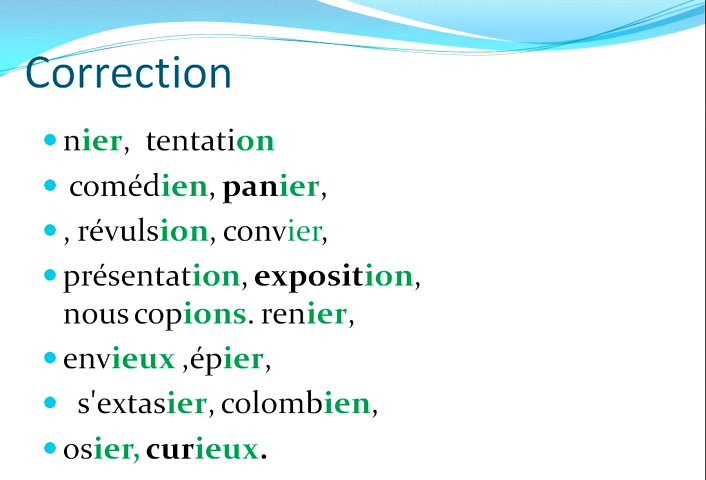 Correction
nier, tentation
comédien, panier,
, révulsion, convier,
présentation, exposition,
nous copions. renier,
envieux ,épier,
s'extasier, colombien,
osier, curieux.